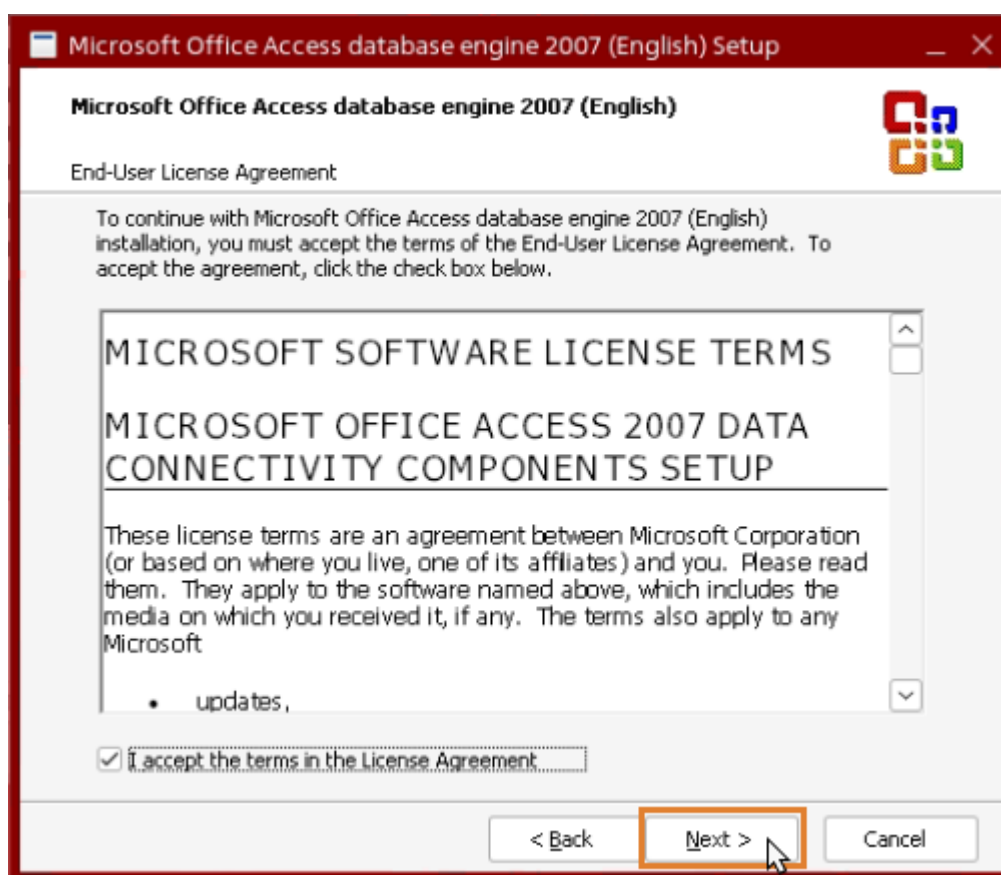 Microsoft Office Access database engine 2007 (English) Setup
Microsoft Office Access database engine 2007 (English)
End-User License Agreement
To continue with Microsoft Office Access database engine 2007 (English)
installation, you must accept the terms of the End-User License Agreement. To
accept the agreement, click the check box below.
MICROSOFT SOFTWARE LICENSE TERMS
MICROSOFT OFFICE ACCESS 2007 DATA
CONNECTIVITY COMPONENTS SETUP
These license terms are an agreement between Microsoft Corporation
(or based on where you live, one of its affiliates) and you. Please read
them. They apply to the software named above, which includes the
media on which you received it, if any. The terms also apply to any
Microsoft
• updates,
I accept the terms in the License Agreement
< Back Next > Cancel